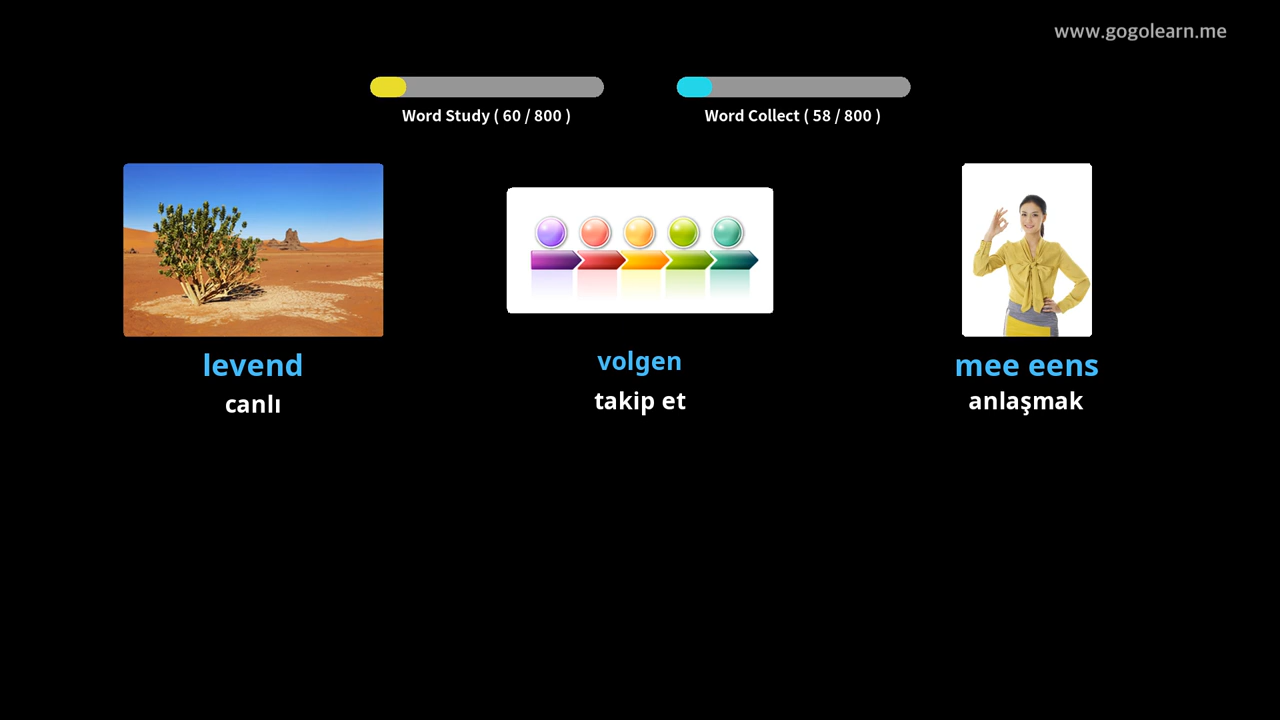 www.gogolearn.me
Word Study ( 60 / 800 )
Word Collect ( 58 / 800 )
levend
canlı
volgen
takip et
mee eens
anlaşmak